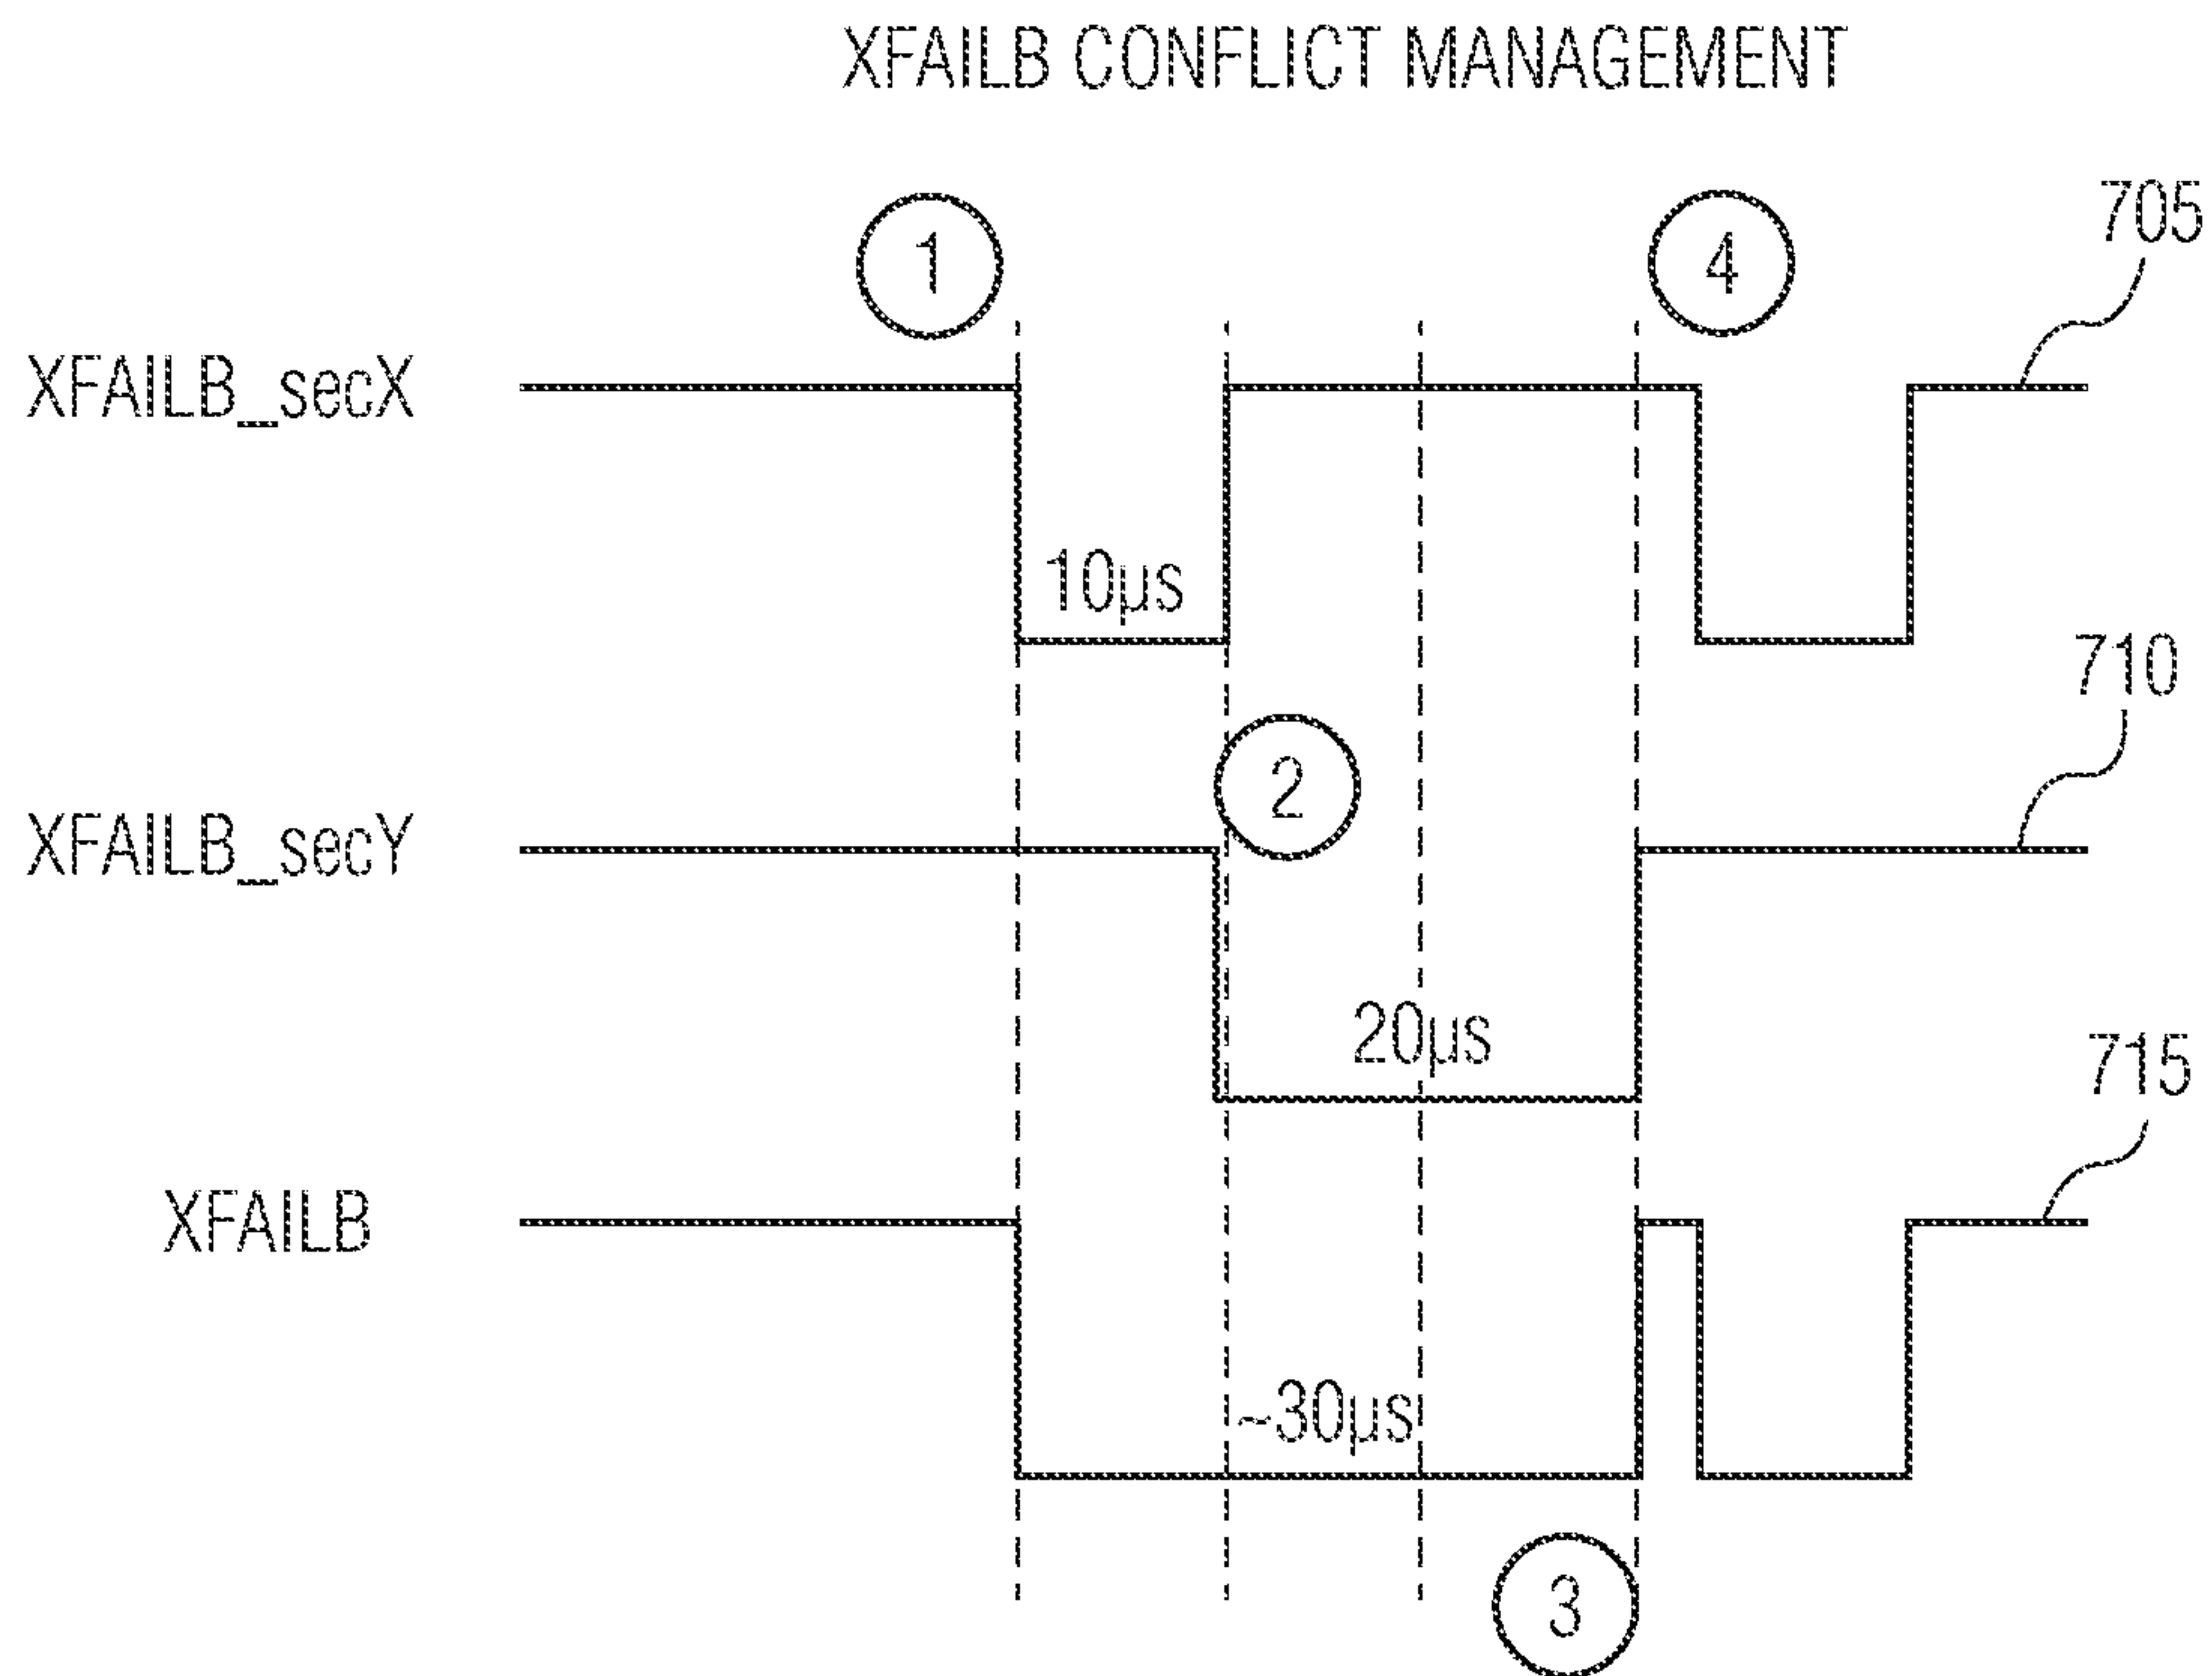 XFAILB CONFLICT MANAGEMENT
1
4
705
XFAILB_secX
10µs
710
2
XFAILB_secY
20µs
715
XFAILB
~30µs
3